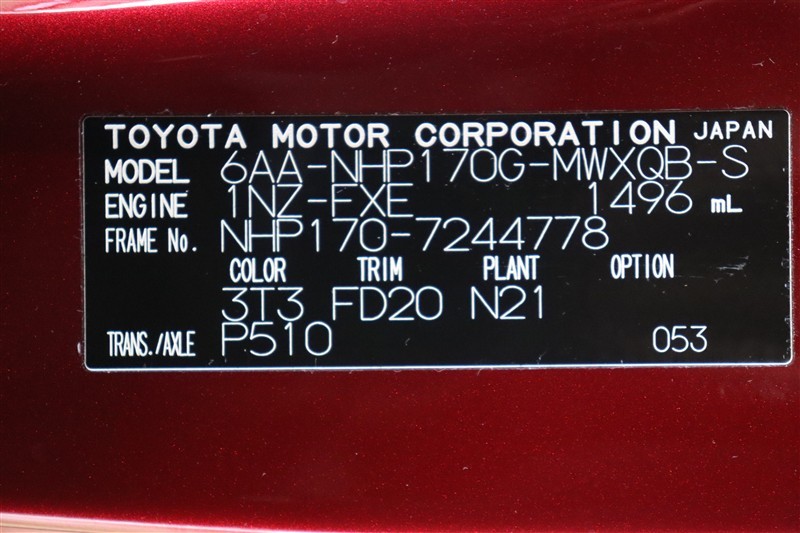 TOYOTA MOTOR CORPORATION JAPAN
MODEL 6AA-NHP170G-MWXQB-S
ENGINE 1NZ-FXE 1496 mL
FRAME No. NHP170-7244778
COLOR TRIM PLANT OPTION
3T3 FD20 N21
TRANS./AXLE P510 053